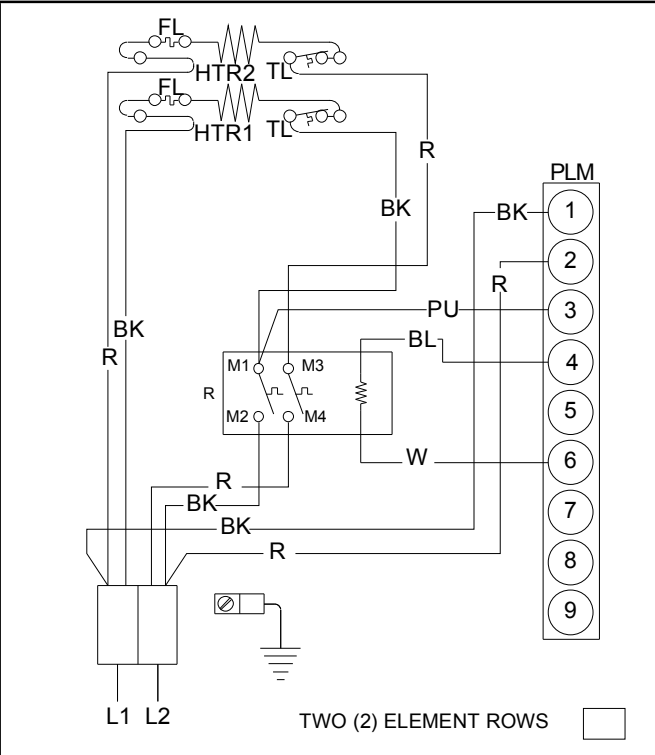 FL
HTR2 TL
FL
HTR1 TL
R
PLM
BK
BK 1
2
R
PU 3
BL 4
BK
R
M1 M3
R
M2 M4
5
W 6
R
BK
7
BK
R 8
9
L1 L2
TWO (2) ELEMENT ROWS